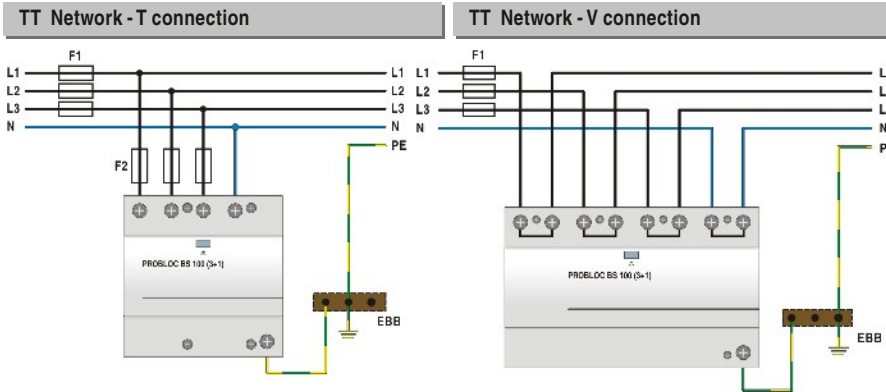 TT Network - T connection
TT Network - V connection
F1
L1
L2
L3
N
L1
L2
L3
N
PE
F2
PROBLOC BS 100 (3+1)
EBB
F1
L1
L2
L3
N
L
L
L
N
P
PROBLOC BS 100 (3+1)
EBB